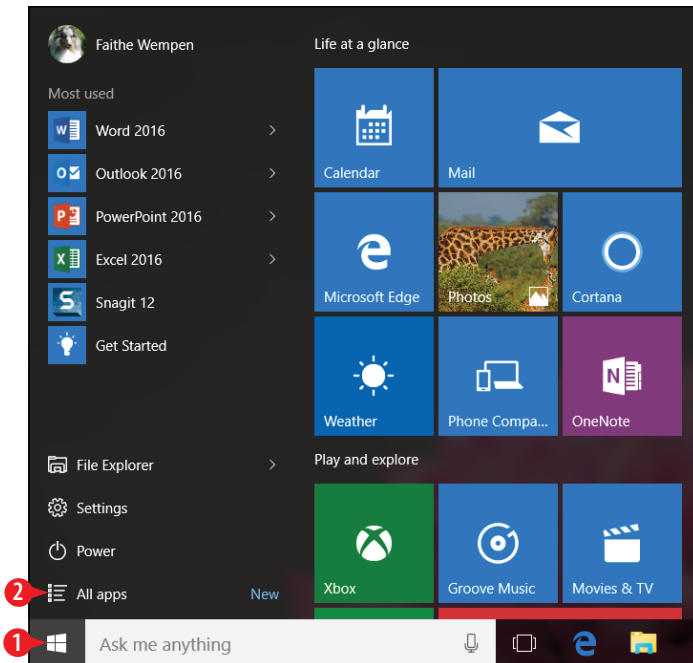 Faithe Wempen
Most used
Word 2016
Outlook 2016
PowerPoint 2016
Excel 2016
Snagit 12
Get Started
File Explorer
Settings
Power
2
All apps New
Life at a glance
Calendar
Mail
Microsoft Edge
Photos
Cortana
Weather
Phone Compa...
OneNote
Play and explore
Xbox
Groove Music
Movies & TV
1
Ask me anything